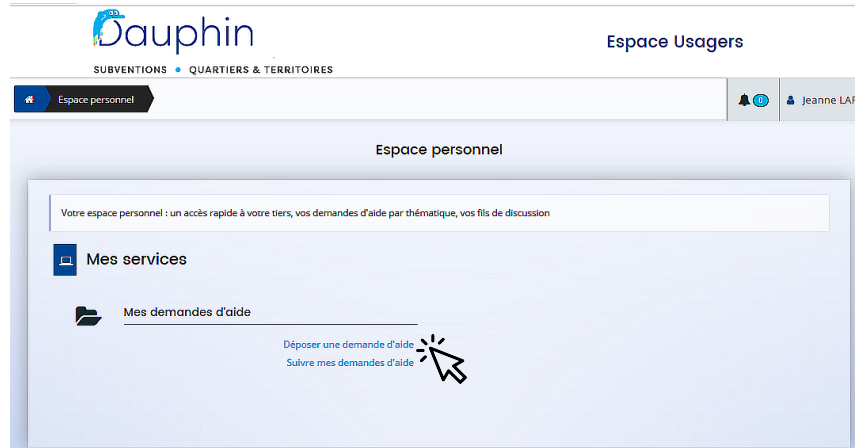 Dauphin
Espace Usagers
SUBVENTIONS • QUARTIERS & TERRITOIRES
Espace personnel
0
Jeanne LAF
Espace personnel
Votre espace personnel : un accès rapide à votre tiers, vos demandes d'aide par thématique, vos fils de discussion
Mes services
Mes demandes d'aide
Déposer une demande d'aide
Suivre mes demandes d'aide